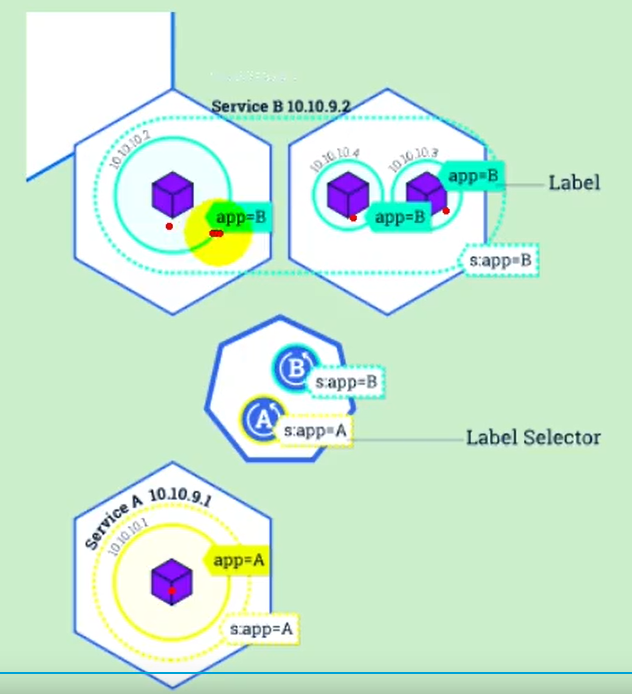 Service B 10.10.9.2
10.10.10.2
10.10.10.4
10.10.10.3
app=B
app=B
app=B
Label
s:app=B
B
s:app=B
A
s:app=A
Label Selector
Service A 10.10.9.1
10.10.10.1
app=A
s:app=A